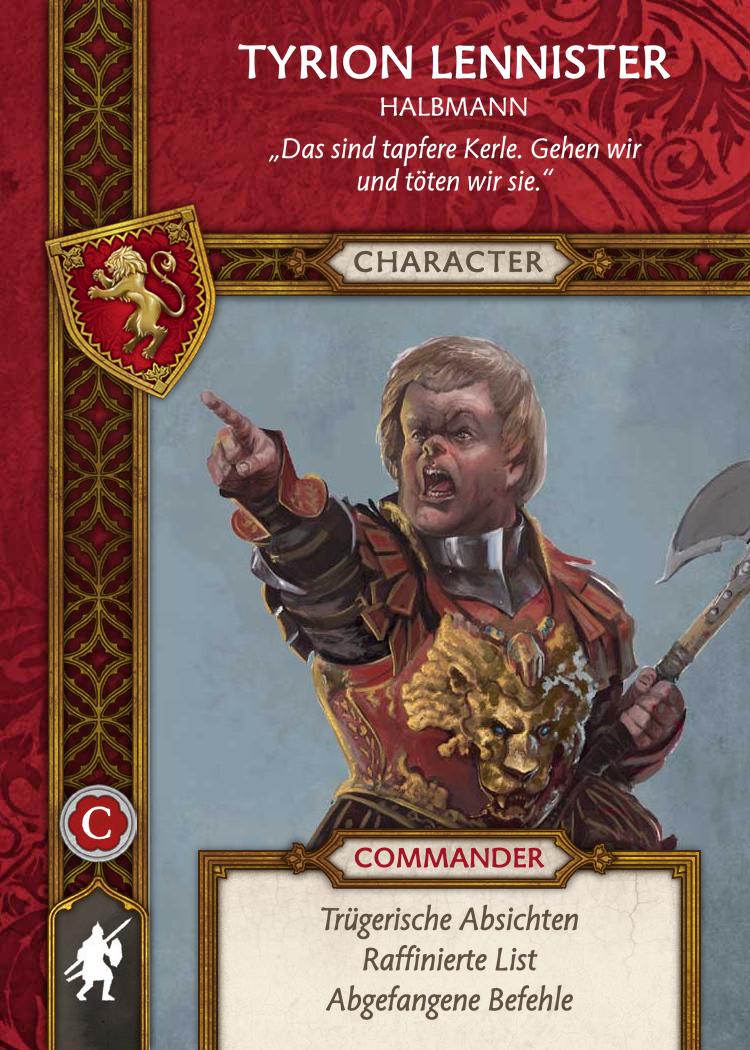 TYRION LENNISTER
HALBMANN
„Das sind tapfere Kerle. Gehen wir
und töten wir sie.“
CHARACTER
C
COMMANDER
Trügerische Absichten
Raffinierte List
Abgefangene Befehle